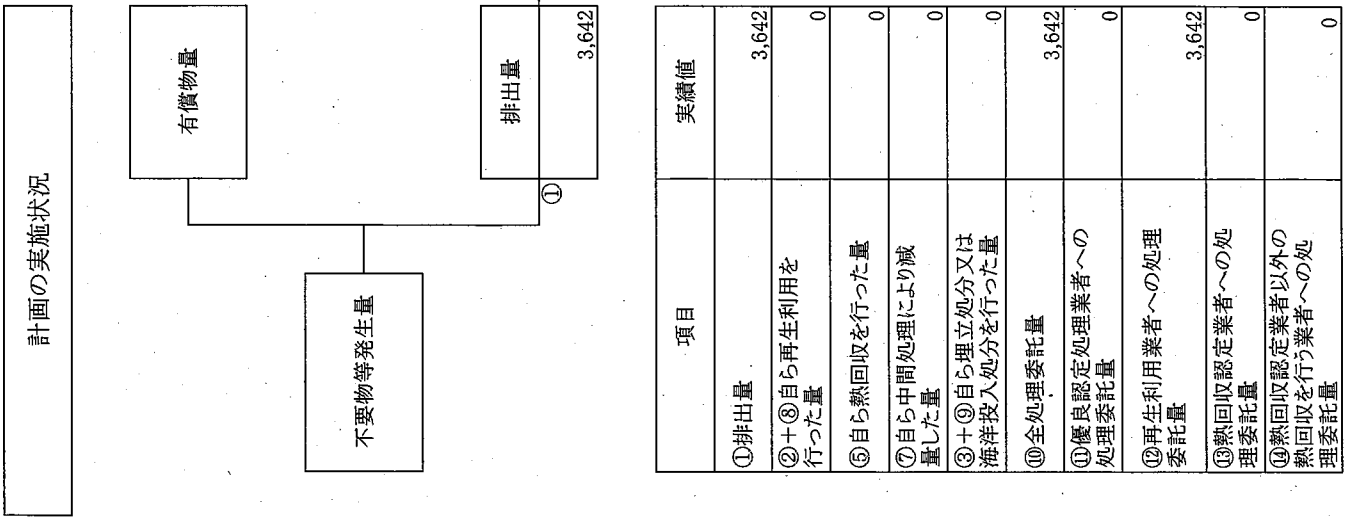 計画の実施状況
有償物量
不要物等発生量
排出量
①
3,642
項目
実績値
①排出量
3,642
②+⑧自ら再生利用を
行った量
0
⑤自ら熱回収を行った量
0
⑦自ら中間処理により減
量した量
0
③+⑨自ら埋立処分又は
海洋投入処分を行った量
0
⑩全処理委託量
3,642
⑪優良認定処理業者への
処理委託量
0
⑫再生利用業者への処理
委託量
3,642
⑬熱回収認定業者への処
理委託量
0
⑭熱回収認定業者以外の
熱回収を行う業者への処
理委託量
0